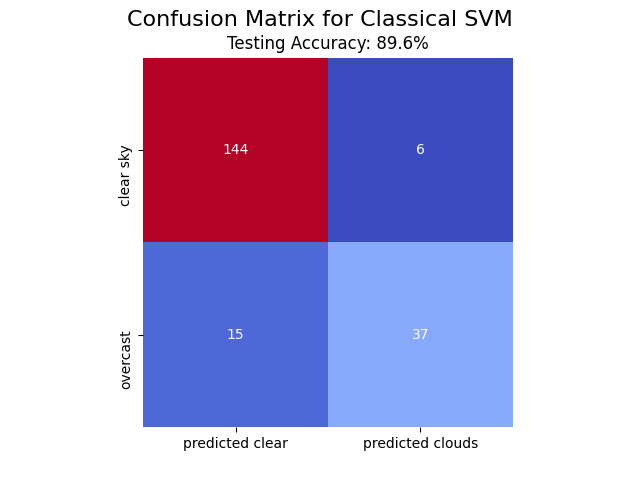 Confusion Matrix for Classical SVM
Testing Accuracy: 89.6%
clear sky
144
6
overcast
15
37
predicted clear
predicted clouds